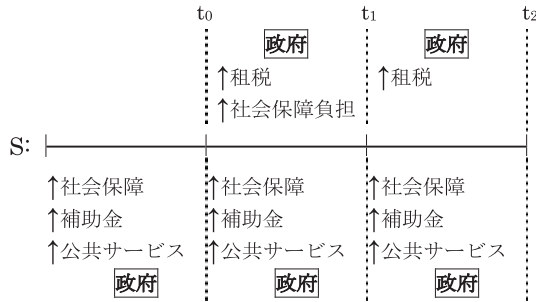 t0 t1 t2
政府 政府
↑租税 ↑租税
↑社会保障負担
S:
↑社会保障 ↑社会保障 ↑社会保障
↑補助金 ↑補助金 ↑補助金
↑公共サービス ↑公共サービス ↑公共サービス
政府 政府 政府